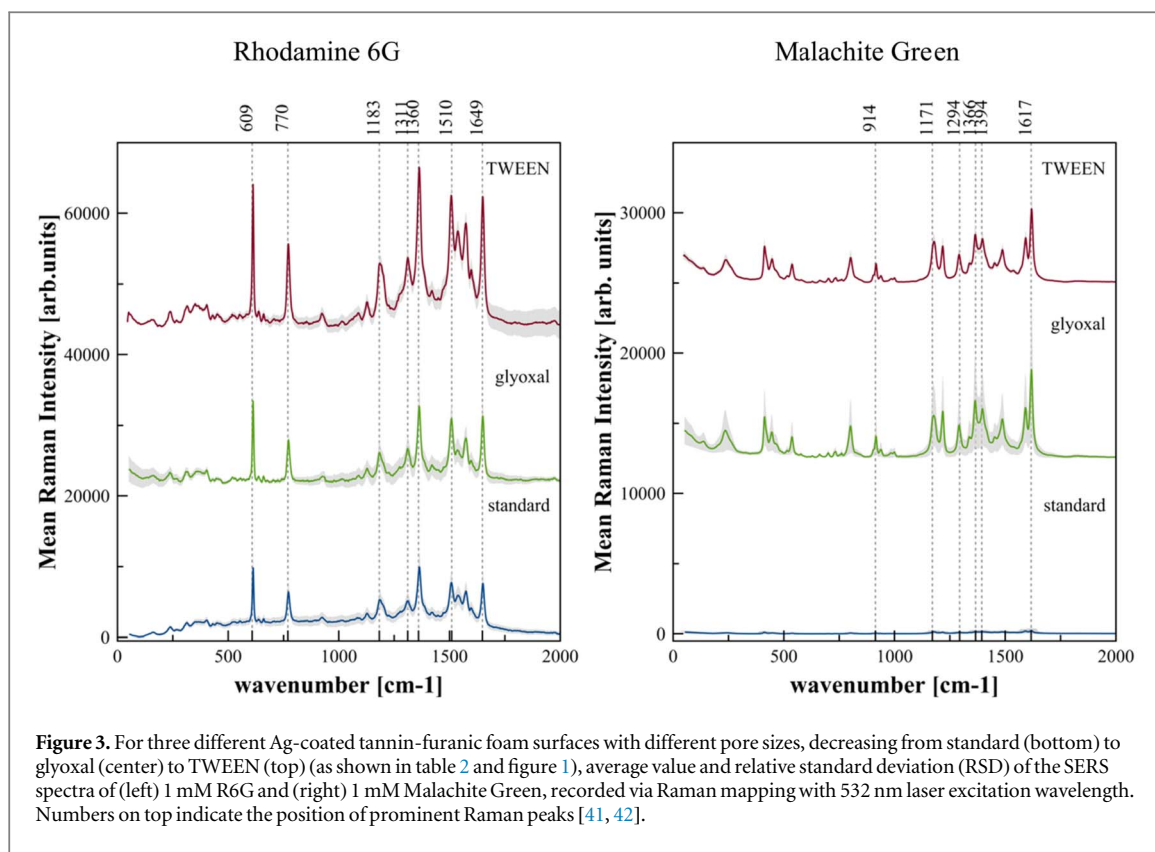 Rhodamine 6G
609
770
1183
1311
1360
1510
1649
TWEEN
glyoxal
standard
60000
40000
20000
0
Mean Raman Intensity [arb.units]
0
500
1000
1500
2000
wavenumber [cm-1]
Malachite Green
914
1171
1294
1366
1394
1617
TWEEN
glyoxal
standard
30000
20000
10000
0
Mean Raman Intensity [arb. units]
0
500
1000
1500
2000
wavenumber [cm-1]
Figure 3. For three different Ag-coated tannin-furanic foam surfaces with different pore sizes, decreasing from standard (bottom) to
glyoxal (center) to TWEEN (top) (as shown in table 2 and figure 1), average value and relative standard deviation (RSD) of the SERS
spectra of (left) 1 mM R6G and (right) 1 mM Malachite Green, recorded via Raman mapping with 532 nm laser excitation wavelength.
Numbers on top indicate the position of prominent Raman peaks [41, 42].